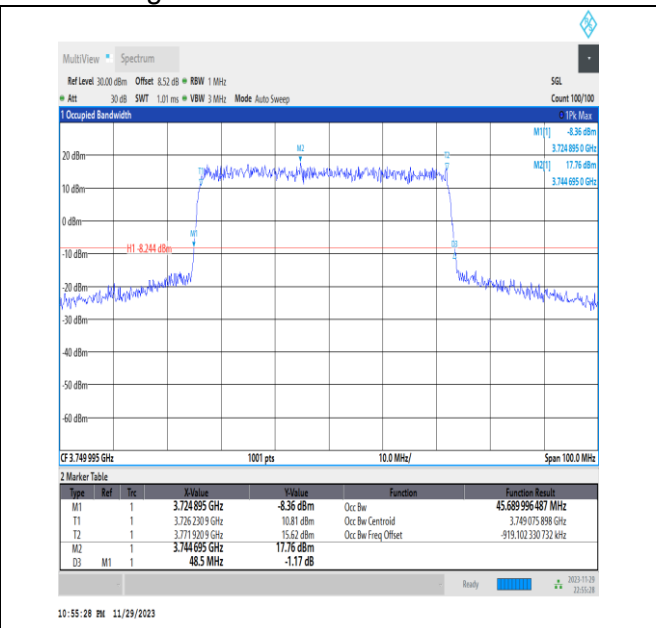 MultiView Spectrum
Ref Level 30.00 dBm Offset 8.52 dB RBW 1 MHz SGL
Att 30 dB SWT 1.01 ms VBW 3 MHz Mode Auto Sweep Count 100/100
1 Occupied Bandwidth 1Pk Max
M1[1] -8.36 dBm
3.724 895 0 GHz
M2[1] 17.76 dBm
3.744 695 0 GHz
M2
20 dBm
10 dBm
0 dBm
M1
H1 -8.244 dBm
-10 dBm
-20 dBm
-30 dBm
-40 dBm
-50 dBm
-60 dBm
CF 3.749 995 GHz 1001 pts 10.0 MHz/ Span 100.0 MHz
2 Marker Table
Type Ref Trc X-Value Y-Value Function Function Result
M1 1 3.724 895 GHz -8.36 dBm Occ Bw 45.689 996 487 MHz
T1 1 3.726 230 9 GHz 10.81 dBm Occ Bw Centroid 3.749 075 898 GHz
T2 1 3.771 920 9 GHz 15.62 dBm Occ Bw Freq Offset -919.102 330 732 kHz
M2 1 3.744 695 GHz 17.76 dBm
D3 M1 1 48.5 MHz -1.17 dB
Ready 2023-11-29
22:55:28
10:55:28 PM 11/29/2023